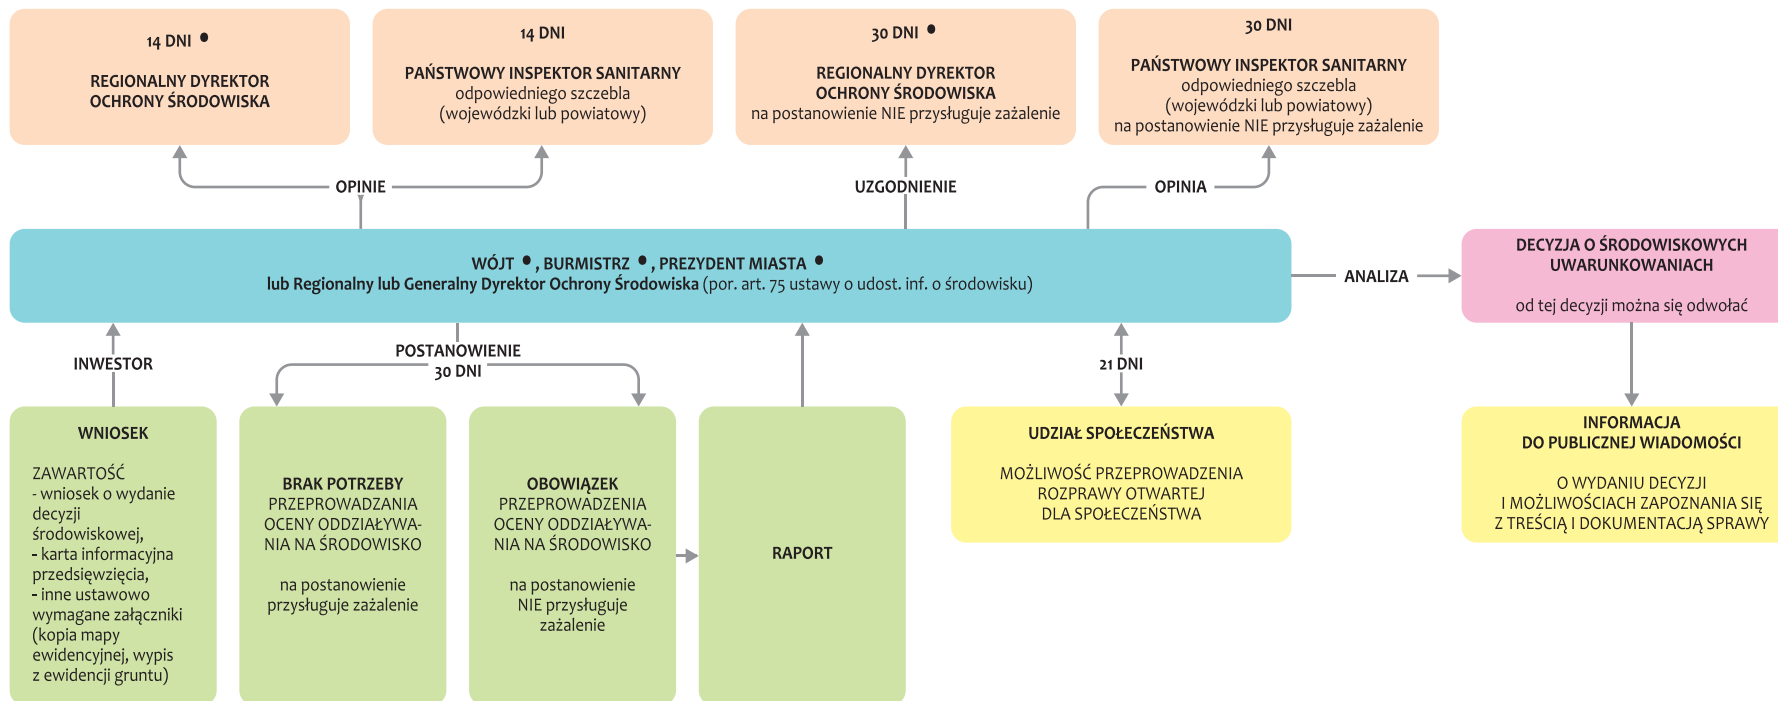 14 DNI •
REGIONALNY DYREKTOR
OCHRONY ŚRODOWISKA
14 DNI
PAŃSTWOWY INSPEKTOR SANITARNY
odpowiedniego szczebla
(wojewódzki lub powiatowy)
30 DNI •
REGIONALNY DYREKTOR
OCHRONY ŚRODOWISKA
na postanowienie NIE przysługuje zażalenie
30 DNI
PAŃSTWOWY INSPEKTOR SANITARNY
odpowiedniego szczebla
(wojewódzki lub powiatowy)
na postanowienie NIE przysługuje zażalenie
OPINIE
UZGODNIENIE
OPINIA
WÓJT •, BURMISTRZ •, PREZYDENT MIASTA •
lub Regionalny lub Generalny Dyrektor Ochrony Środowiska (por. art. 75 ustawy o udost. inf. o środowisku)
ANALIZA
DECYZJA O ŚRODOWISKOWYCH
UWARUNKOWANIACH
od tej decyzji można się odwołać
INWESTOR
POSTANOWIENIE
30 DNI
21 DNI
WNIOSEK
ZAWARTOŚĆ
- wniosek o wydanie
decyzji
środowiskowej,
- karta informacyjna
przedsięwzięcia,
- inne ustawowo
wymagane załączniki
(kopia mapy
ewidencyjnej, wypis
z ewidencji gruntu)
BRAK POTRZEBY
PRZEPROWADZANIA
OCENY ODDZIAŁYWA-
NIA NA ŚRODOWISKO
na postanowienie
przysługuje zażalenie
OBOWIĄZEK
PRZEPROWADZENIA
OCENY ODDZIAŁYWA-
NIA NA ŚRODOWISKO
na postanowienie
NIE przysługuje
zażalenie
RAPORT
UDZIAŁ SPOŁECZEŃSTWA
MOŻLIWOŚĆ PRZEPROWADZENIA
ROZPRAWY OTWARTEJ
DLA SPOŁECZEŃSTWA
INFORMACJA
DO PUBLICZNEJ WIADOMOŚCI
O WYDANIU DECYZJI
I MOŻLIWOŚCIACH ZAPOZNANIA SIĘ
Z TREŚCIĄ I DOKUMENTACJĄ SPRAWY